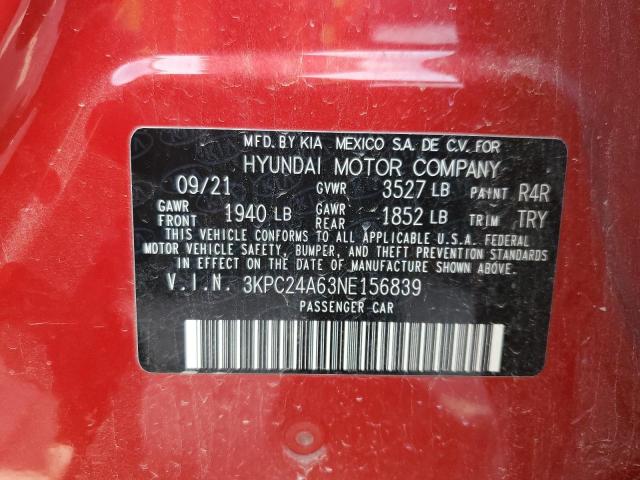 MFD. BY KIA MEXICO S.A. DE C.V. FOR
HYUNDAI MOTOR COMPANY
09/21 GVWR 3527 LB PAINT R4R
GAWR FRONT 1940 LB GAWR REAR 1852 LB TRIM TRY
THIS VEHICLE CONFORMS TO ALL APPLICABLE U.S.A. FEDERAL
MOTOR VEHICLE SAFETY, BUMPER, AND THEFT PREVENTION STANDARDS
IN EFFECT ON THE DATE OF MANUFACTURE SHOWN ABOVE.
V.I.N. 3KPC24A63NE156839
PASSENGER CAR